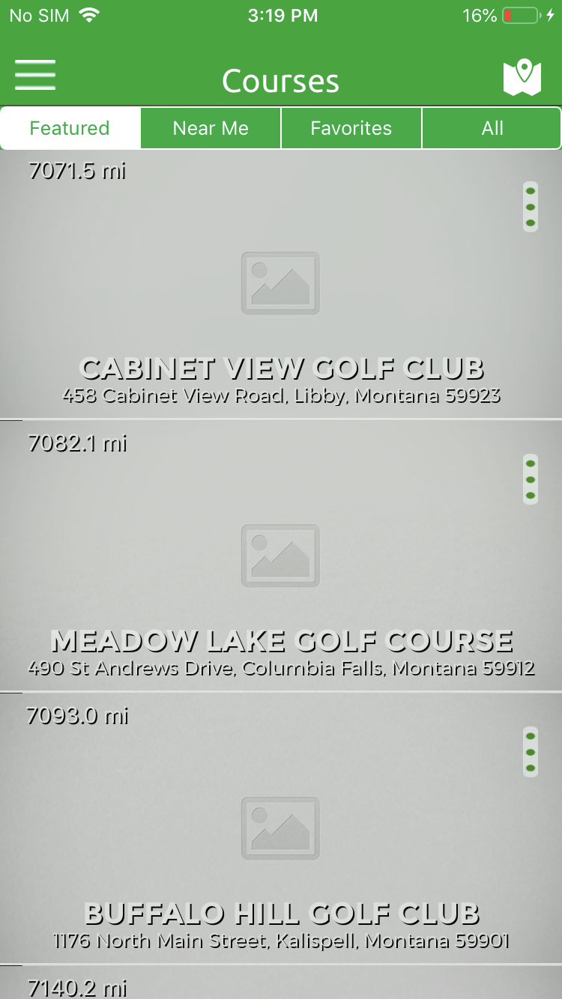 No SIM 3:19 PM 16%
Courses
Featured Near Me Favorites All
7071.5 mi
CABINET VIEW GOLF CLUB
458 Cabinet View Road, Libby, Montana 59923
7082.1 mi
MEADOW LAKE GOLF COURSE
490 St Andrews Drive, Columbia Falls, Montana 59912
7093.0 mi
BUFFALO HILL GOLF CLUB
1176 North Main Street, Kalispell, Montana 59901
7140.2 mi